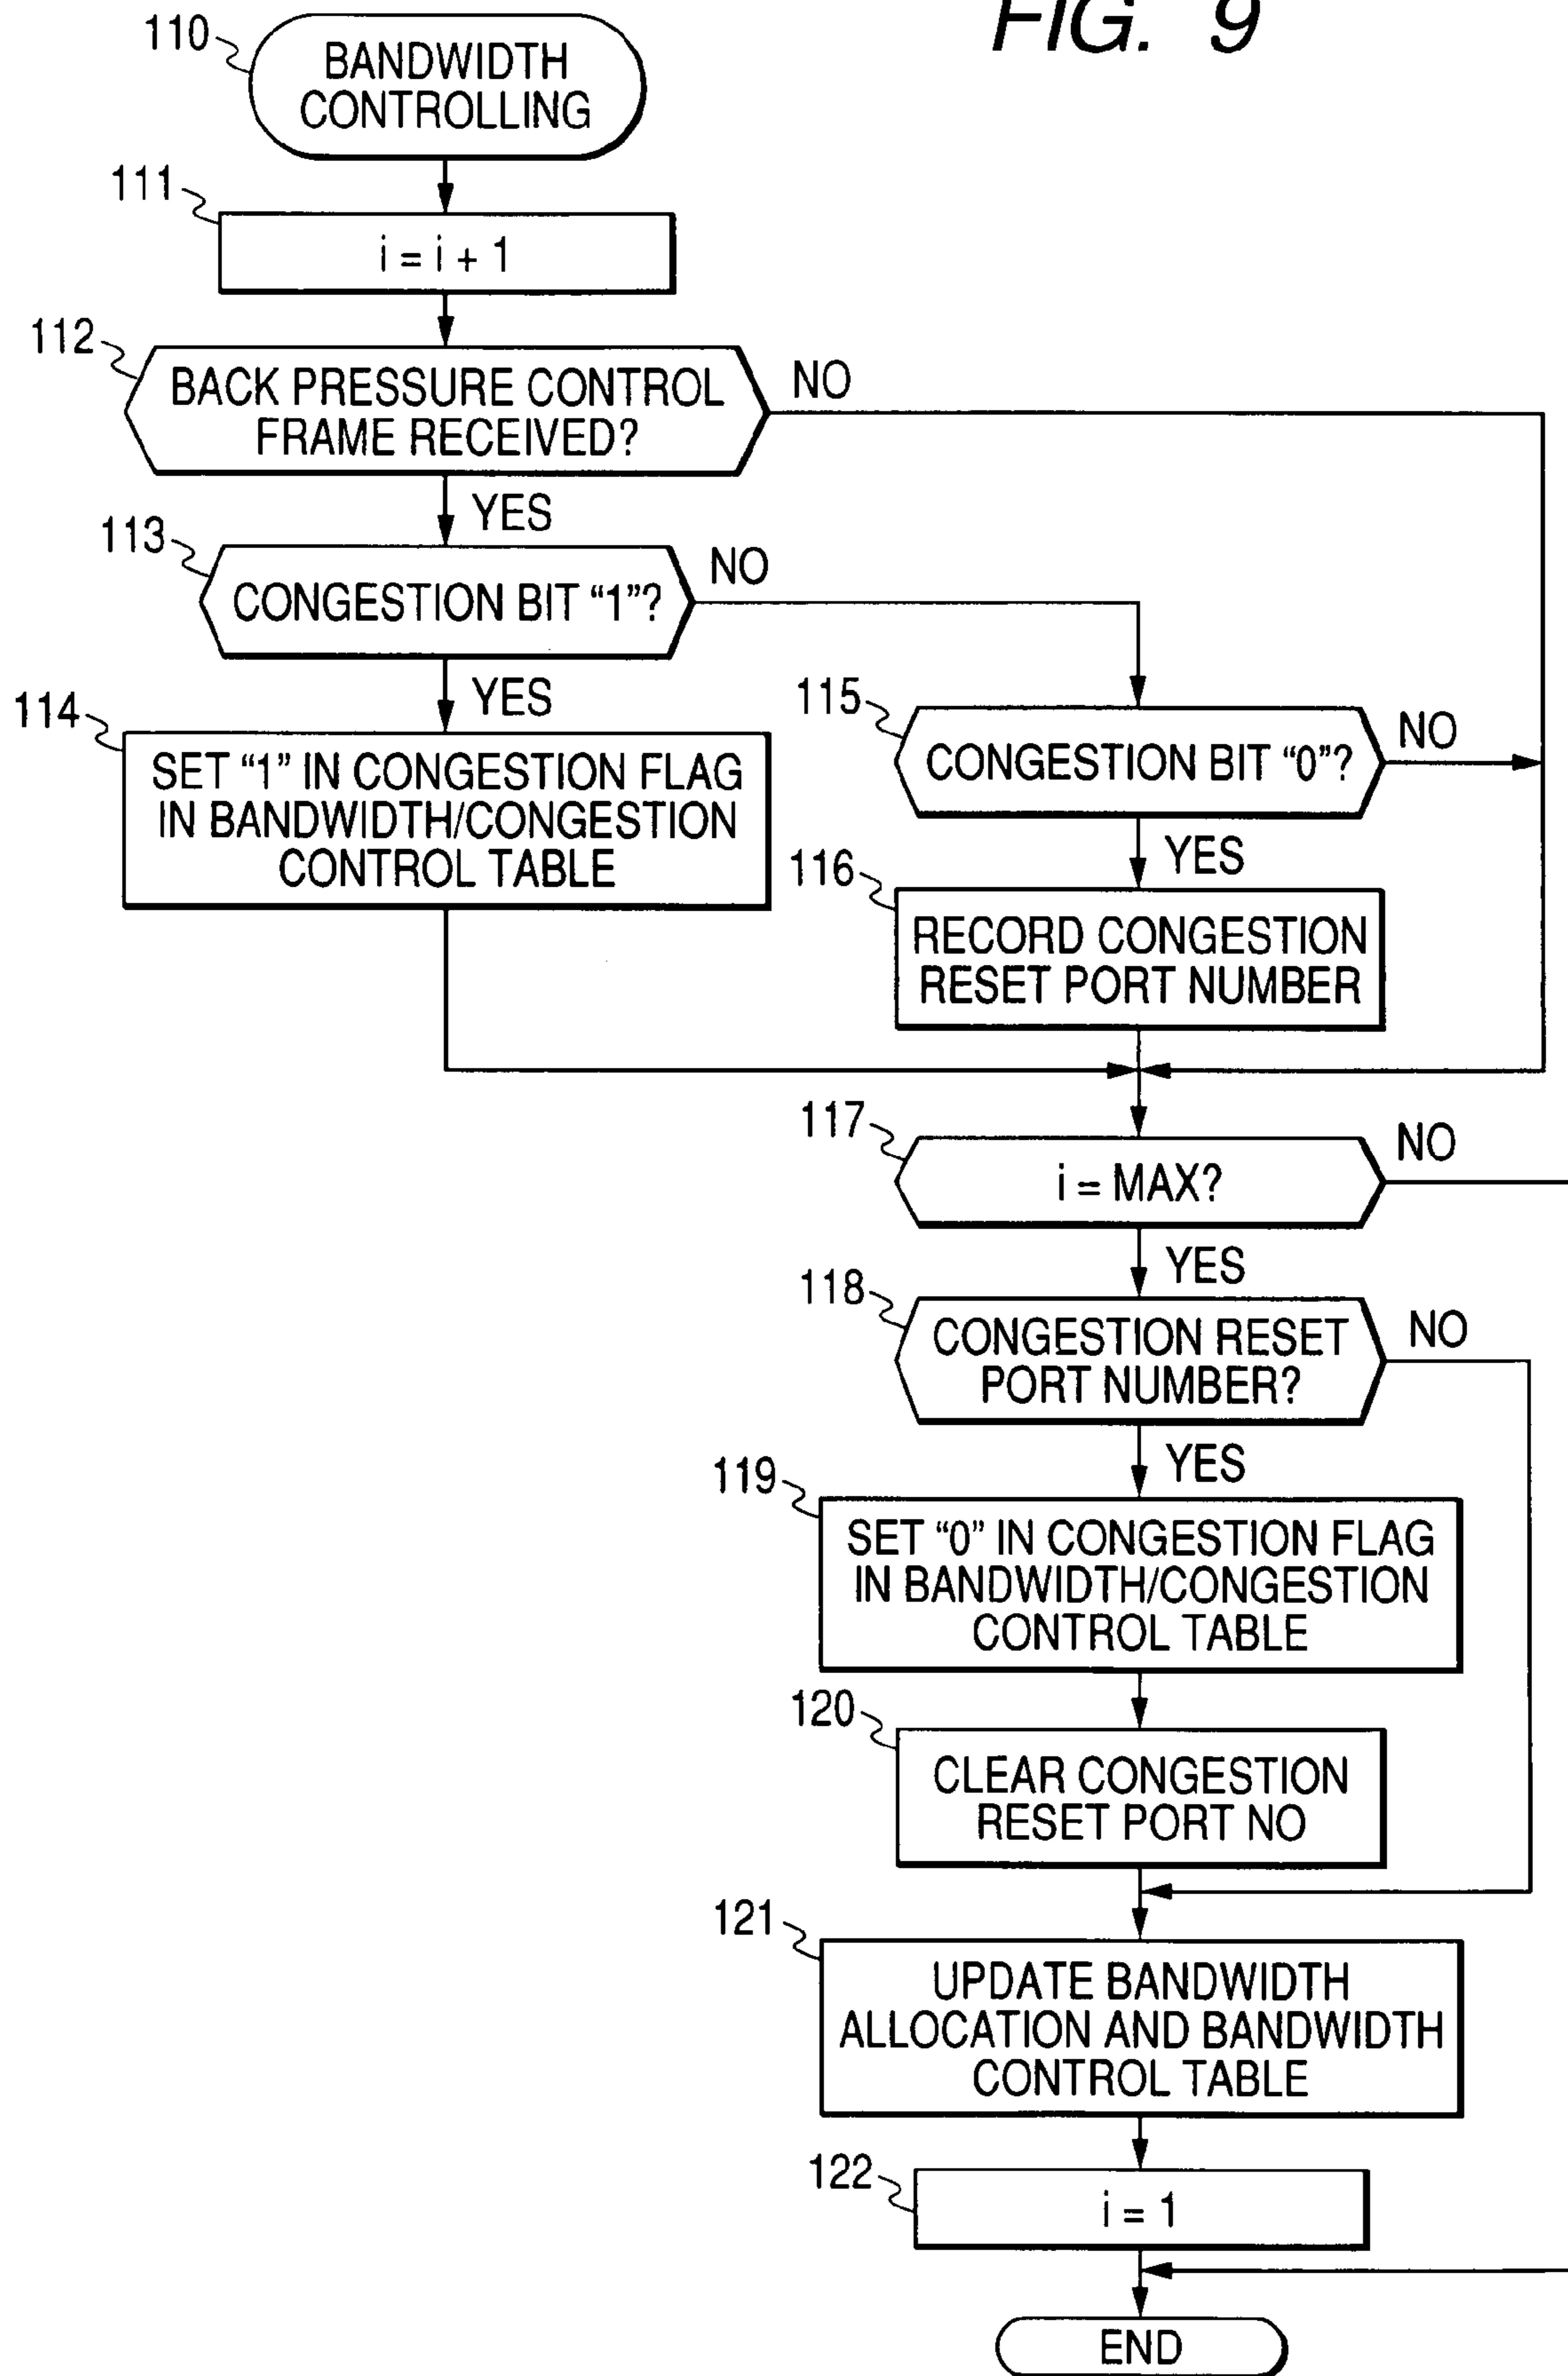 FIG. 9
110
BANDWIDTH
CONTROLLING
111
i = i + 1
112
BACK PRESSURE CONTROL
FRAME RECEIVED?
NO
YES
113
CONGESTION BIT “1”?
NO
YES
114
SET “1” IN CONGESTION FLAG
IN BANDWIDTH/CONGESTION
CONTROL TABLE
115
CONGESTION BIT “0”?
NO
YES
116
RECORD CONGESTION
RESET PORT NUMBER
117
i = MAX?
NO
YES
118
CONGESTION RESET
PORT NUMBER?
NO
YES
119
SET “0” IN CONGESTION FLAG
IN BANDWIDTH/CONGESTION
CONTROL TABLE
120
CLEAR CONGESTION
RESET PORT NO
121
UPDATE BANDWIDTH
ALLOCATION AND BANDWIDTH
CONTROL TABLE
122
i = 1
END